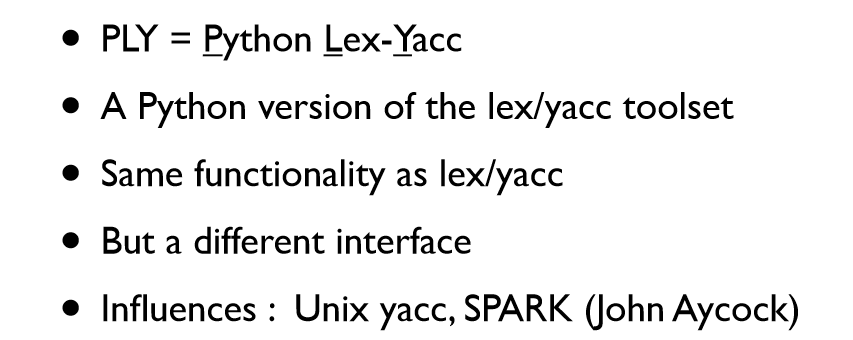 • PLY = Python Lex-Yacc
• A Python version of the lex/yacc toolset
• Same functionality as lex/yacc
• But a different interface
• Influences : Unix yacc, SPARK (John Aycock)